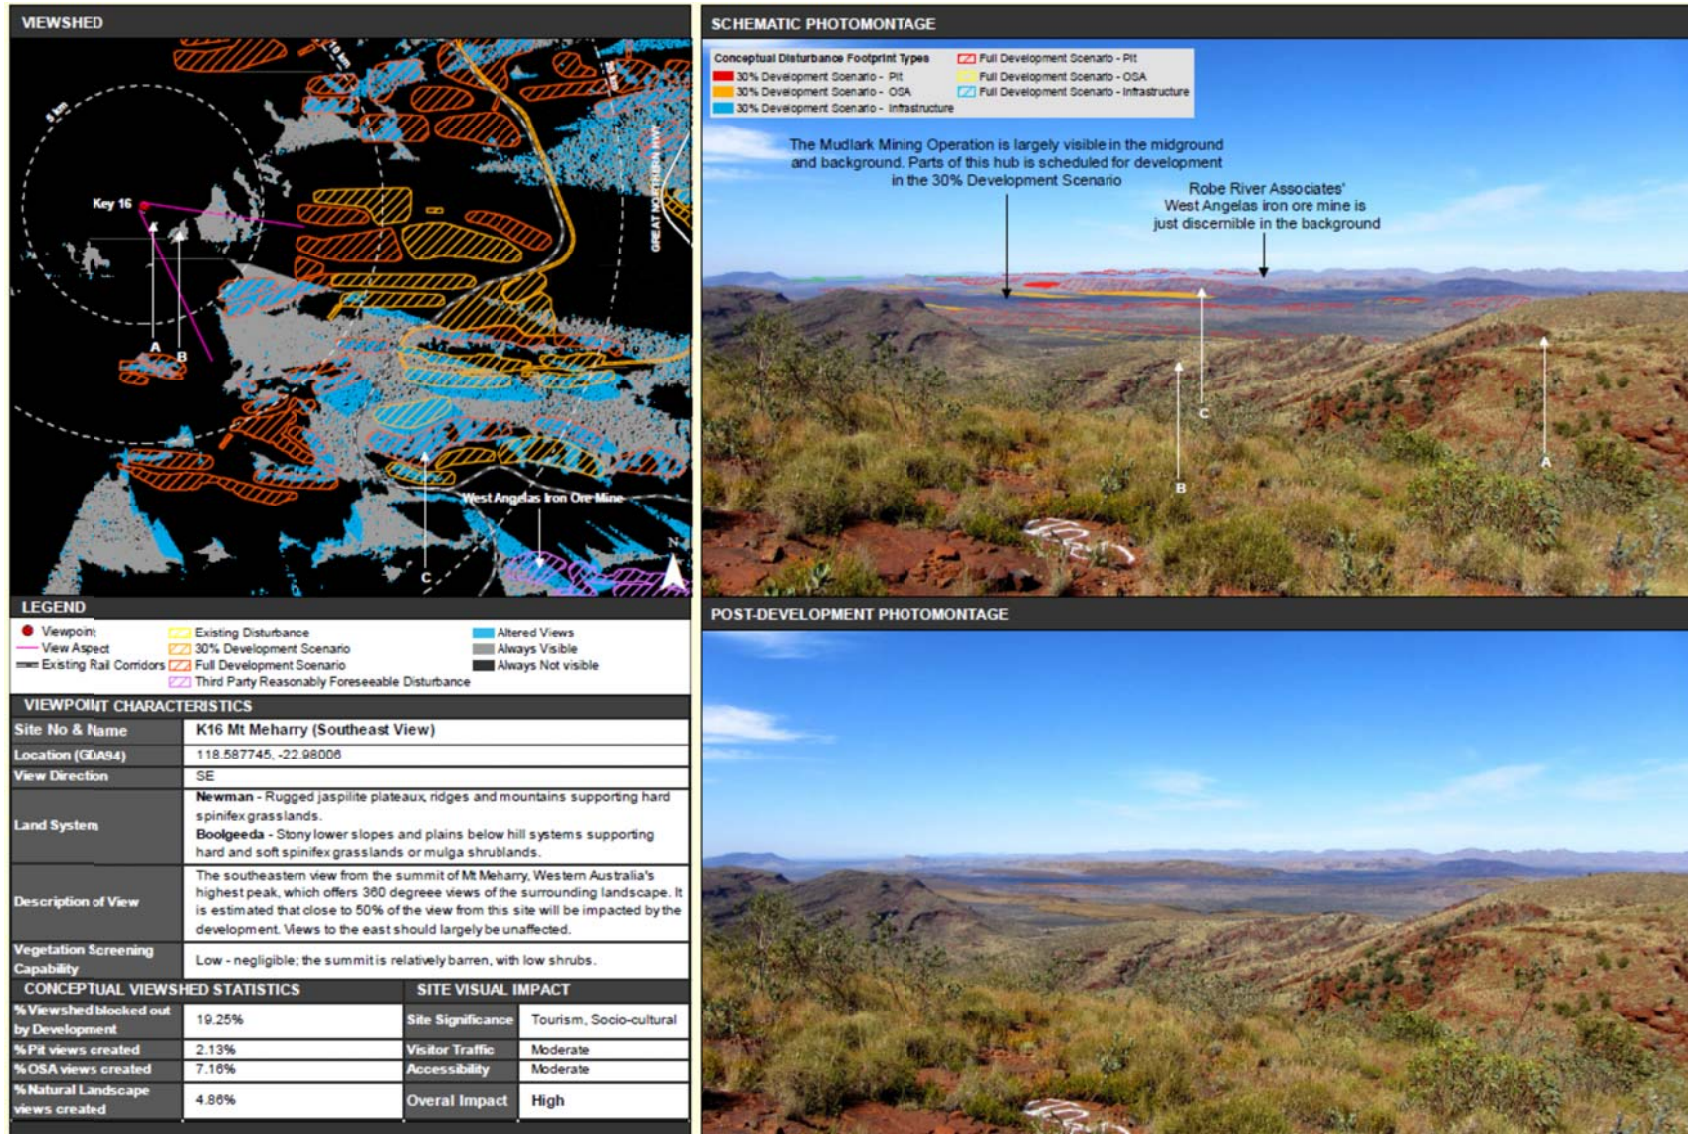 VIEWSHED
5 km
10 km
20 km
GREAT NORTHERN HWY
Key 16
A
B
West Angelas Iron Ore Mine
N
C
LEGEND
Viewpoint
View Aspect
Existing Rail Corridors
Existing Disturbance
30% Development Scenario
Full Development Scenario
Third Party Reasonably Foreseeable Disturbance
Altered Views
Always Visible
Always Not visible
VIEWPOINT CHARACTERISTICS
Site No & Name K16 Mt Meharry (Southeast View)
Location (GDA94) 118.587745, -22.98006
View Direction SE
Land System
Newman - Rugged jaspilite plateaux, ridges and mountains supporting hard
spinifex grasslands.
Boolgeeda - Stony lower slopes and plains below hill systems supporting
hard and soft spinifex grasslands or mulga shrublands.
Description of View
The southeastern view from the summit of Mt Meharry, Western Australia's
highest peak, which offers 360 degreee views of the surrounding landscape. It
is estimated that close to 50% of the view from this site will be impacted by the
development. Views to the east should largely be unaffected.
Vegetation Screening
Capability
Low - negligible; the summit is relatively barren, with low shrubs.
CONCEPTUAL VIEWSHED STATISTICS
% Viewshed blocked out
by Development
19.25%
% Pit views created 2.13%
% OSA views created 7.16%
% Natural Landscape
views created
4.86%
SITE VISUAL IMPACT
Site Significance Tourism, Socio-cultural
Visitor Traffic Moderate
Accessibility Moderate
Overal Impact High
SCHEMATIC PHOTOMONTAGE
Conceptual Disturbance Footprint Types
30% Development Scenario - Pit
30% Development Scenario - OSA
30% Development Scenario - Infrastructure
Full Development Scenario - Pit
Full Development Scenario - OSA
Full Development Scenario - Infrastructure
The Mudlark Mining Operation is largely visible in the midground
and background. Parts of this hub is scheduled for development
in the 30% Development Scenario
Robe River Associates'
West Angelas iron ore mine is
just discernible in the background
C
A
B
POST-DEVELOPMENT PHOTOMONTAGE